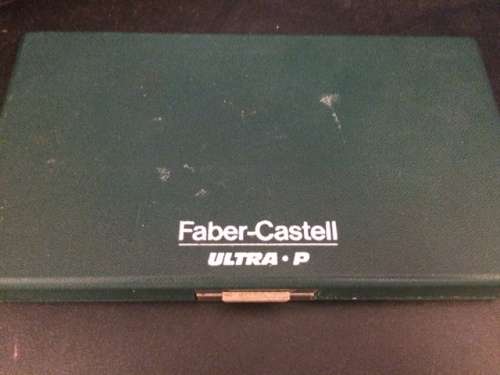 Faber-Castell
ULTRA • P